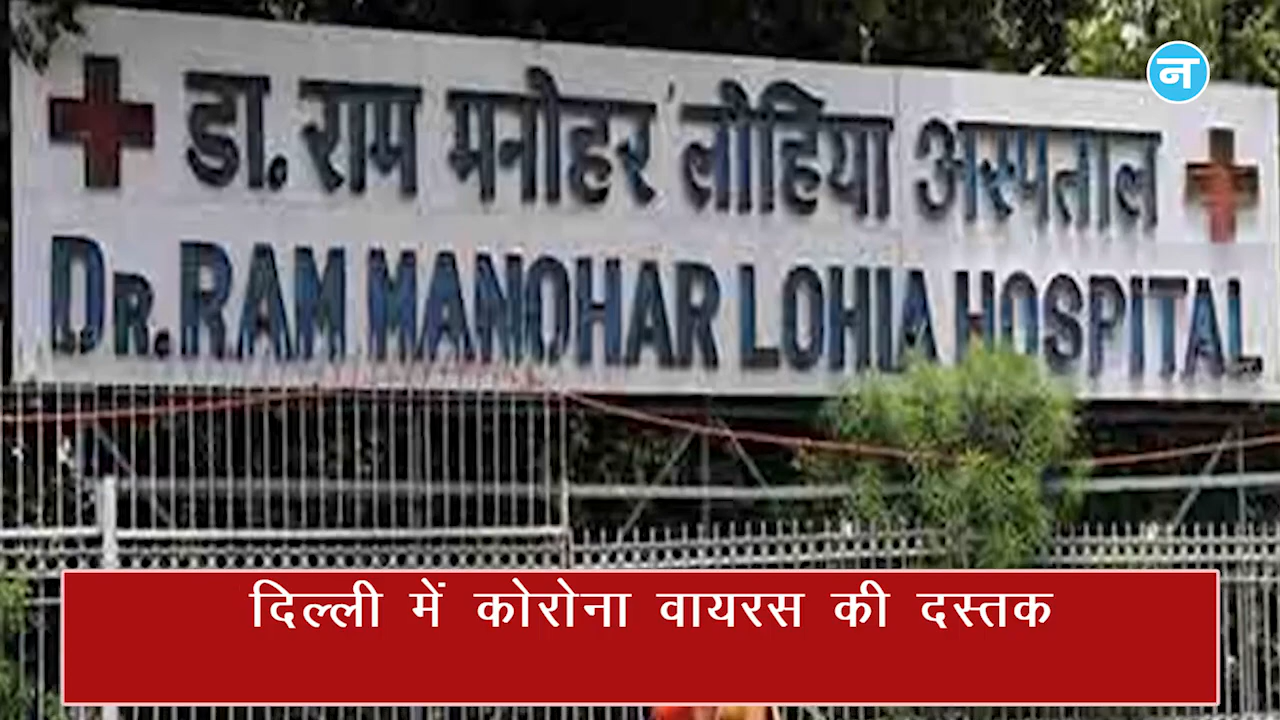 न
डा. राम मनोहर लोहिया अस्पताल
DR. RAM MANOHAR LOHIA HOSPITAL
दिल्ली में कोरोना वायरस की दस्तक